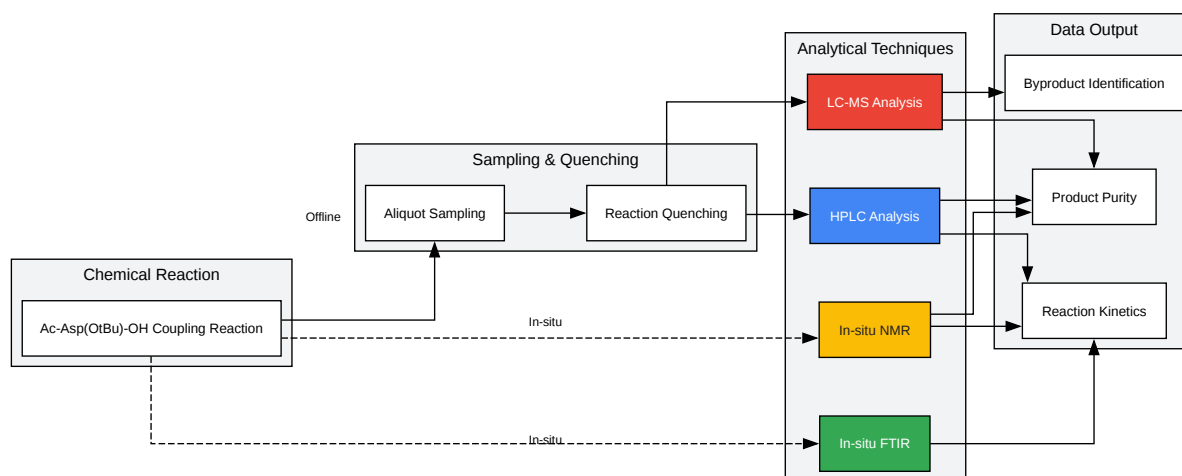 Data Output
Analytical Techniques
Byproduct Identification
LC-MS Analysis
Sampling & Quenching
Product Purity
Aliquot Sampling
Reaction Quenching
Offline
HPLC Analysis
Chemical Reaction
Ac-Asp(OtBu)-OH Coupling Reaction
In-situ
In-situ NMR
Reaction Kinetics
In-situ
In-situ FTIR